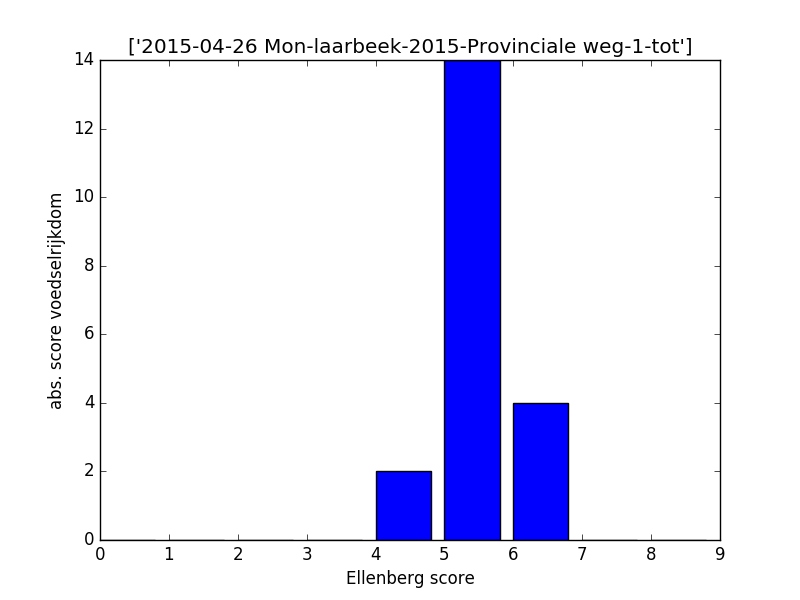 ['2015-04-26 Mon-laarbeek-2015-Provinciale weg-1-tot']
14
12
10
8
6
4
2
0
abs. score voedselrijkdom
0 1 2 3 4 5 6 7 8 9
Ellenberg score